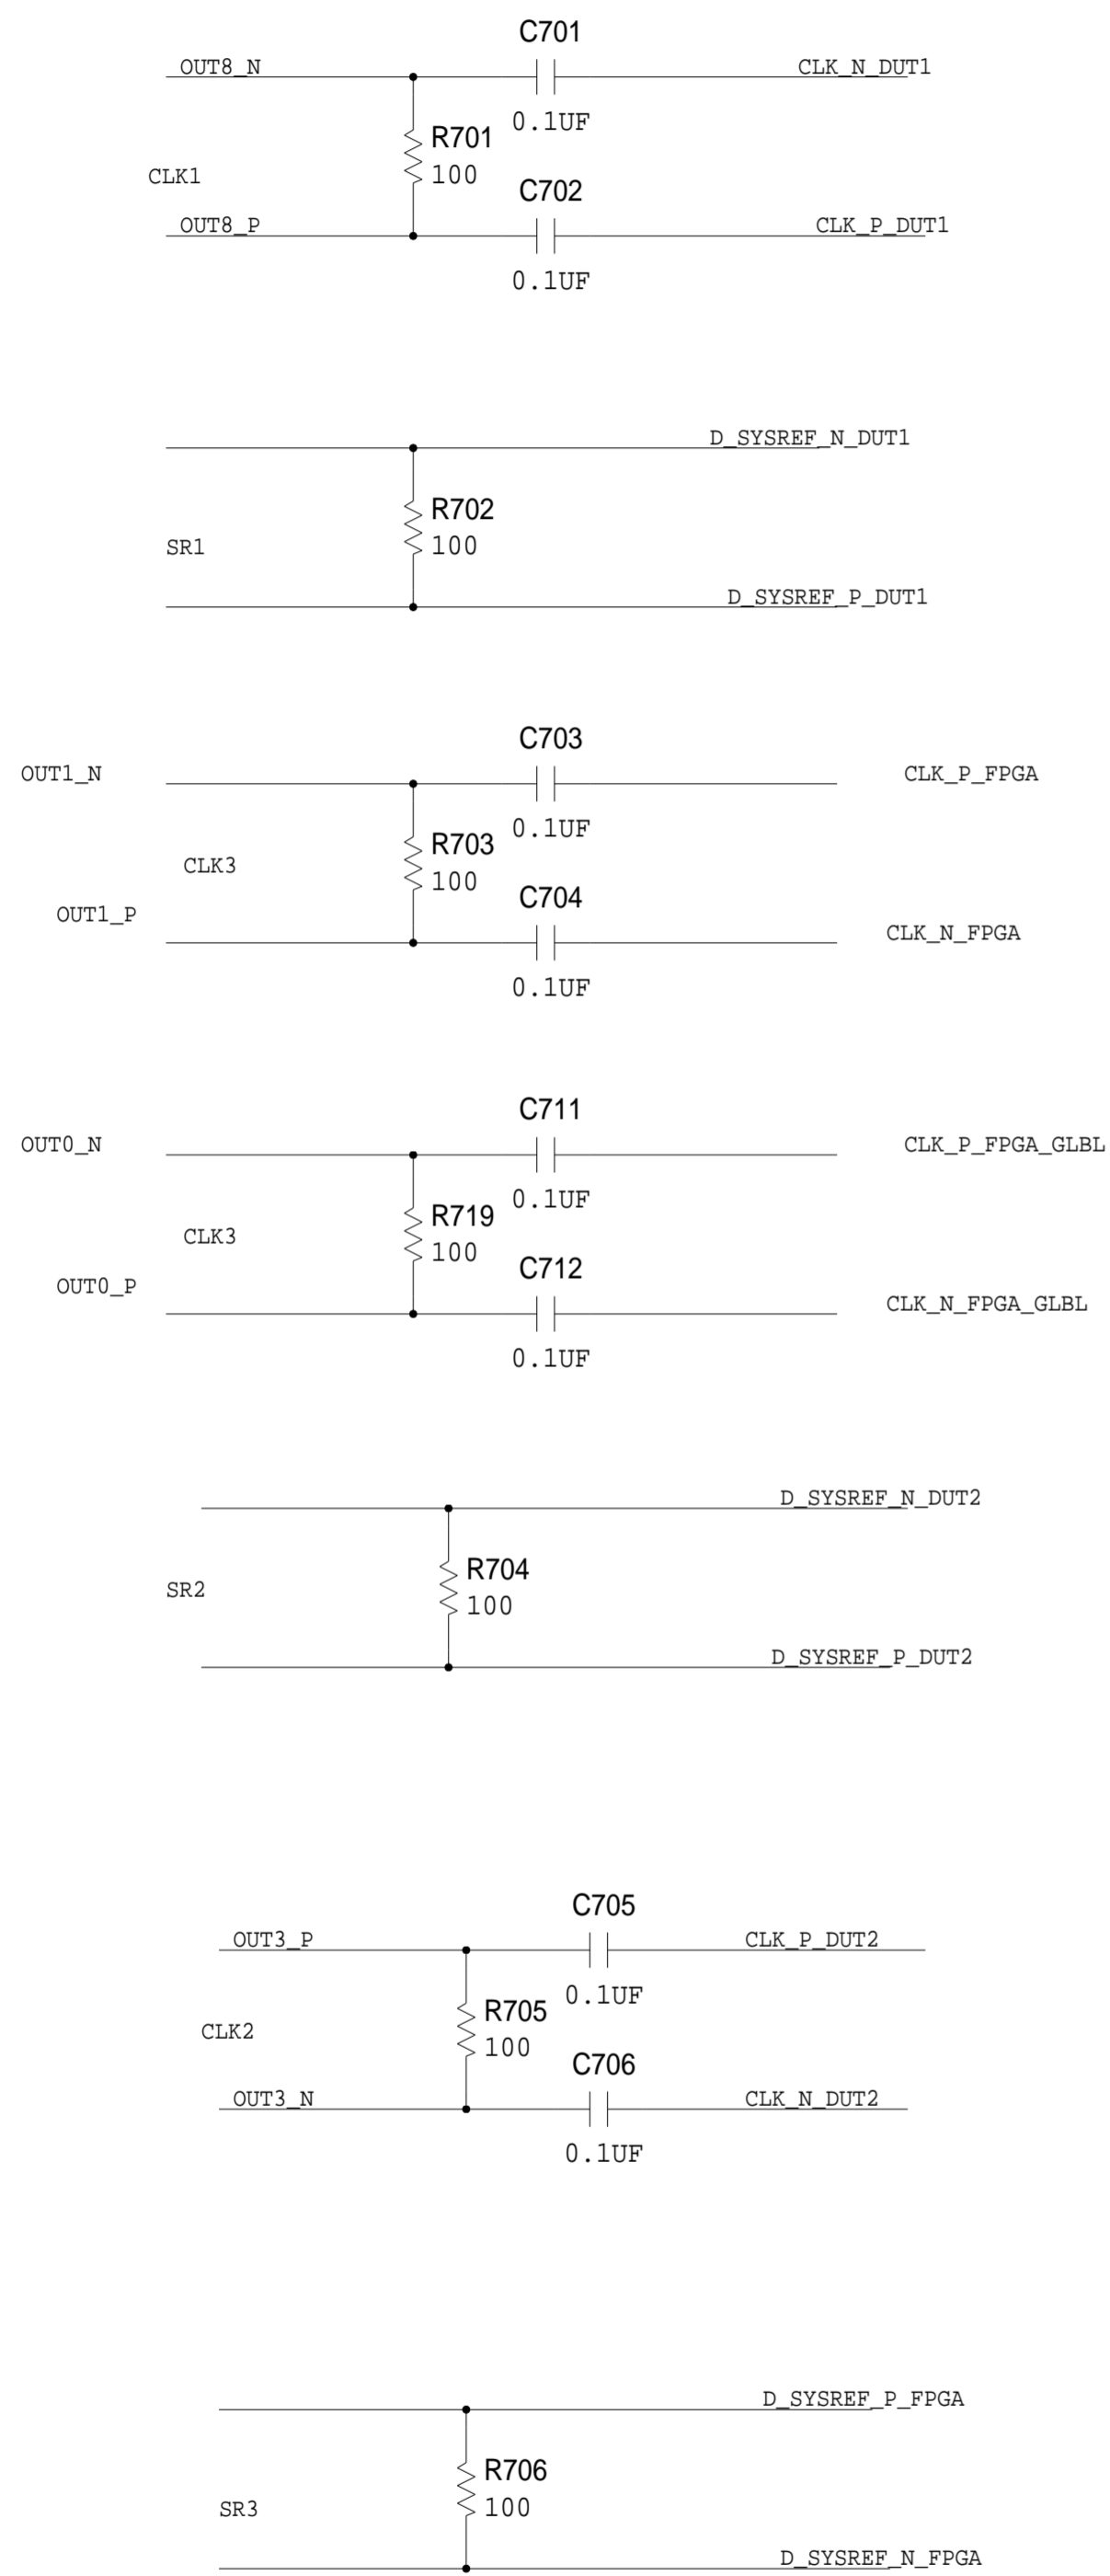 C701
OUT8_N CLK_N_DUT1
0.1UF
R701
CLK1 100
C702
OUT8_P CLK_P_DUT1
0.1UF
D_SYSREF_N_DUT1
R702
SR1 100
D_SYSREF_P_DUT1
C703
OUT1_N CLK_P_FPGA
0.1UF
R703
CLK3 100
C704
OUT1_P CLK_N_FPGA
0.1UF
C711
OUT0_N CLK_P_FPGA_GLBL
0.1UF
R719
CLK3 100
C712
OUT0_P CLK_N_FPGA_GLBL
0.1UF
D_SYSREF_N_DUT2
R704
SR2 100
D_SYSREF_P_DUT2
C705
OUT3_P CLK_P_DUT2
0.1UF
R705
CLK2 100
C706
OUT3_N CLK_N_DUT2
0.1UF
D_SYSREF_P_FPGA
R706
SR3 100
D_SYSREF_N_FPGA